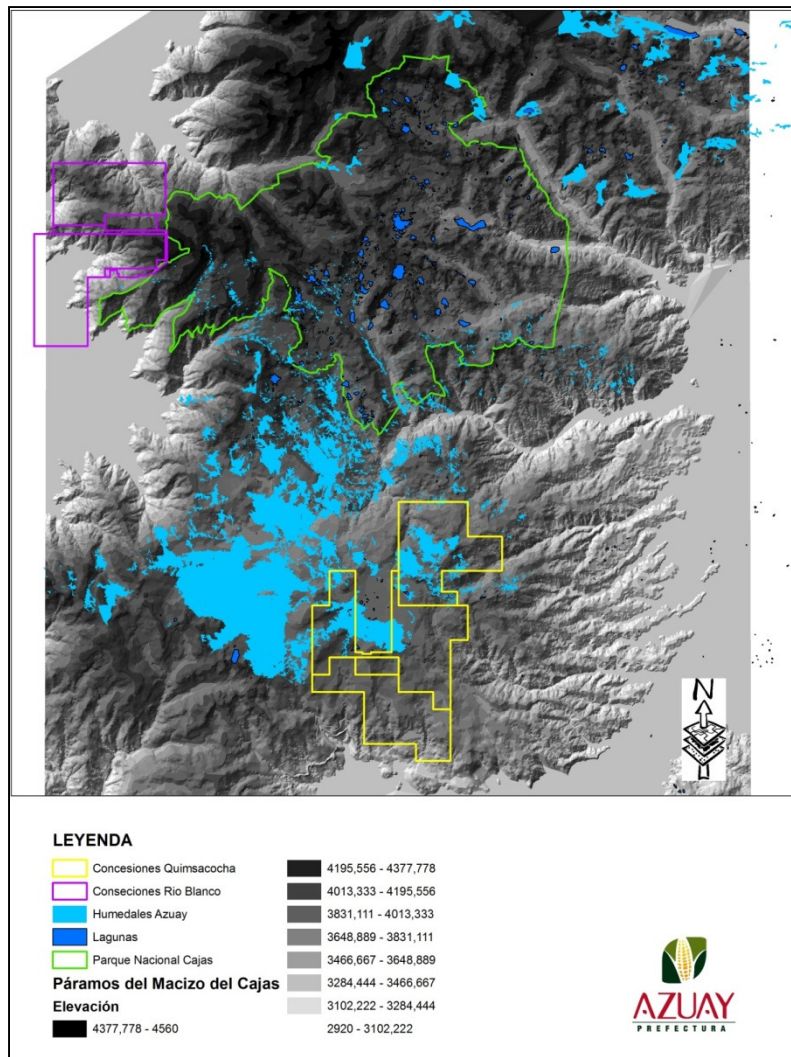 N
LEYENDA
Concesiones Quimsacocha
Conseciones Rio Blanco
Humedales Azuay
Lagunas
Parque Nacional Cajas
Páramos del Macizo del Cajas
Elevación
4377,778 - 4560
4195,556 - 4377,778
4013,333 - 4195,556
3831,111 - 4013,333
3648,889 - 3831,111
3466,667 - 3648,889
3284,444 - 3466,667
3102,222 - 3284,444
2920 - 3102,222
AZUAY
PREFECTURA